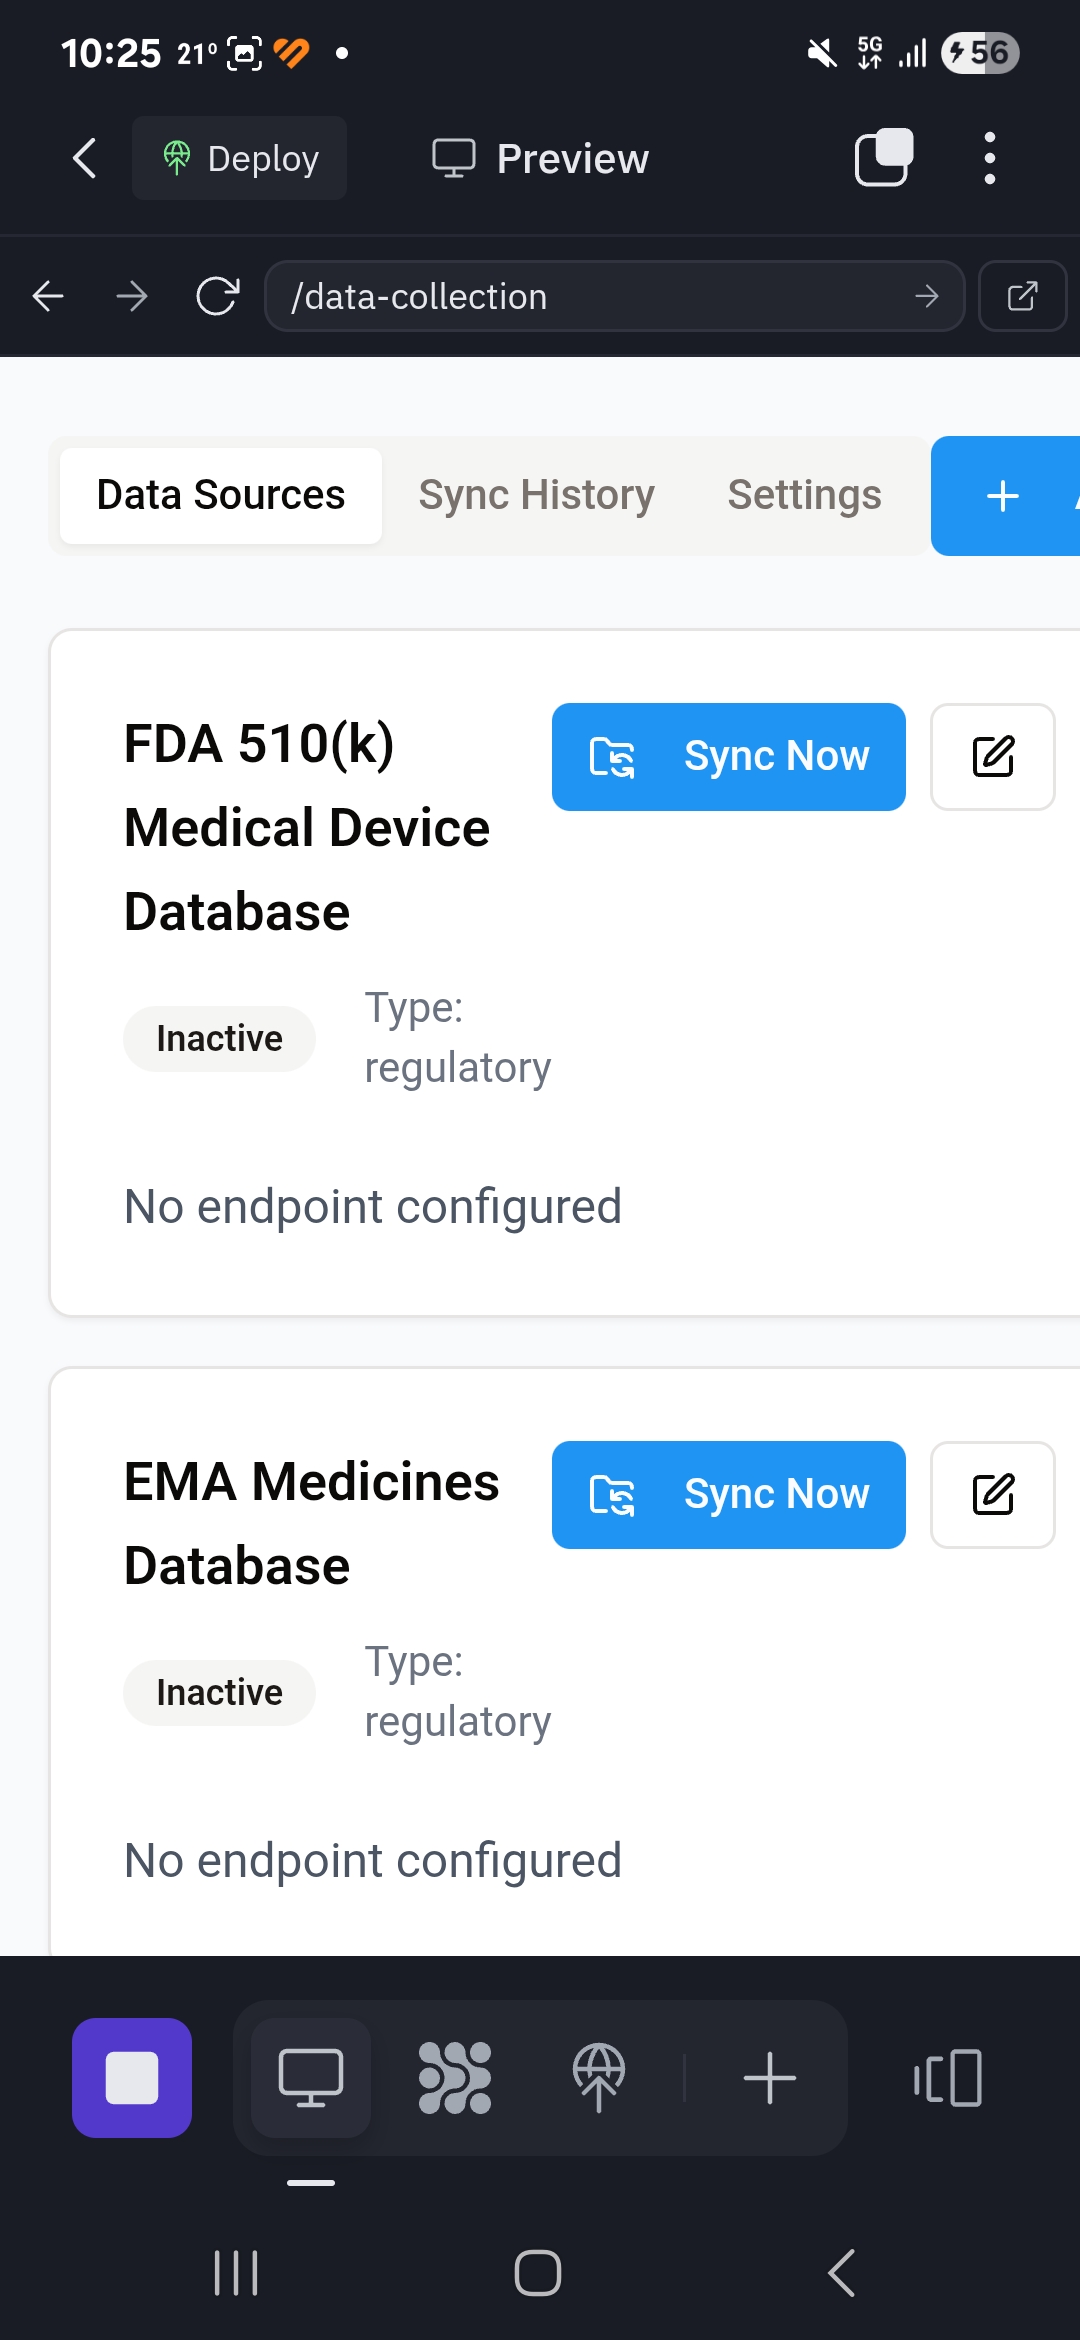 10:25 21° 5G 56
Deploy Preview
/data-collection
Data Sources Sync History Settings
FDA 510(k) Sync Now
Medical Device
Database
Inactive Type:
regulatory
No endpoint configured
EMA Medicines Sync Now
Database
Inactive Type:
regulatory
No endpoint configured